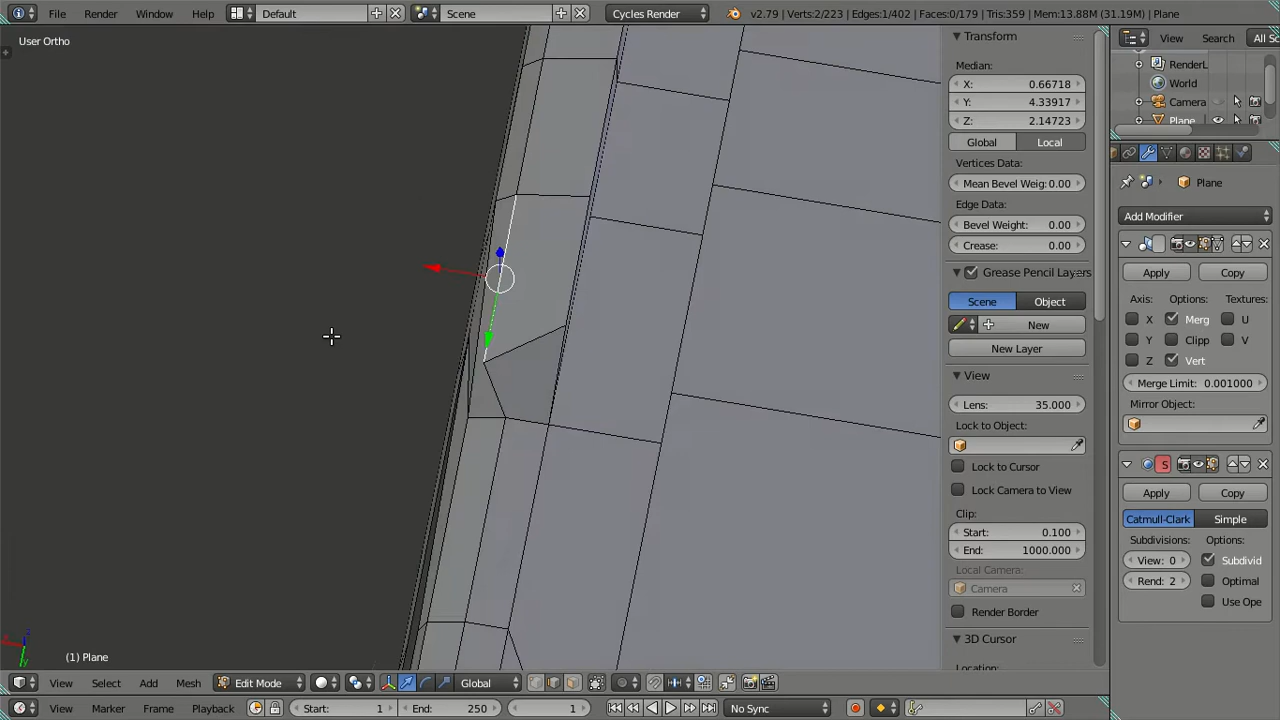 File Render Window Help Default Scene Cycles Render v2.79 | Verts:2/223 | Edges:1/402 | Faces:0/179 | Tris:359 | Mem:13.88M (31.19M) | Plane
User Ortho
Transform
Median:
X: 0.66718
Y: 4.33917
Z: 2.14723
Global Local
Vertices Data:
Mean Bevel Weig: 0.00
Edge Data:
Bevel Weight: 0.00
Crease: 0.00
Grease Pencil Layers
Scene Object
New
New Layer
View
Lens: 35.000
Lock to Object:
Lock to Cursor
Lock Camera to View
Clip:
Start: 0.100
End: 1000.000
Local Camera:
Camera
Render Border
3D Cursor
Location:
View Search All Sc
RenderL
World
Camera
Plane
Plane
Add Modifier
Apply Copy
Axis: Options: Textures:
X Merg U
Y Clipp V
Z Vert
Merge Limit: 0.001000
Mirror Object:
S
Apply Copy
Catmull-Clark Simple
Subdivisions: Options:
View: 0 Subdivid
Rend: 2 Optimal
Use Ope
(1) Plane
View Select Add Mesh Edit Mode Global
View Marker Frame Playback Start: 1 End: 250 1 No Sync